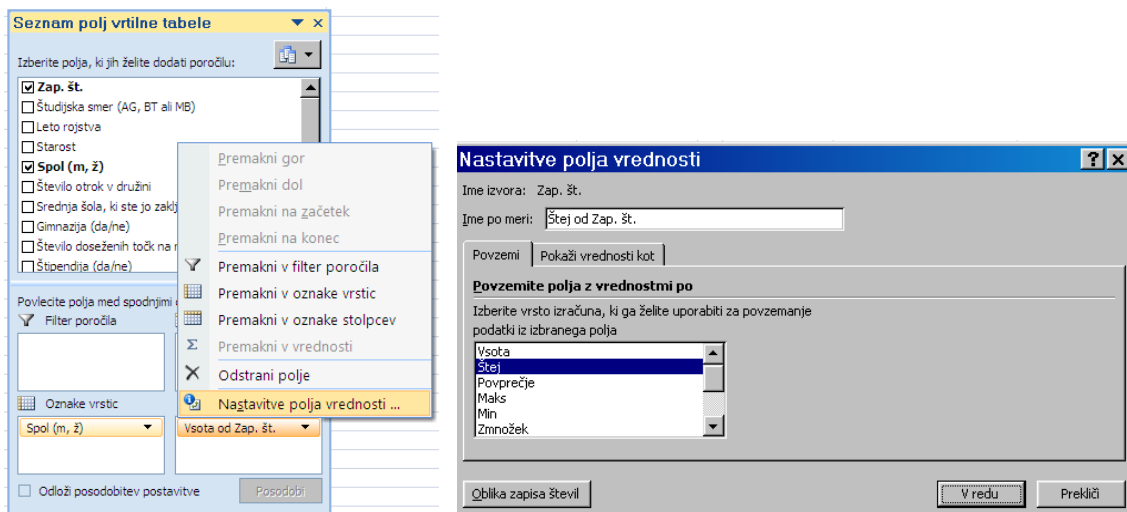 Seznam polj vrtilne tabele
Izberite polja, ki jih želite dodati poročilu:
Zap. št.
Študijska smer (AG, BT ali MB)
Leto rojstva
Starost
Spol (m, ž)
Število otrok v družini
Srednja šola, ki ste jo zaklj
Gimnazija (da/ne)
Število doseženih točk na
Štipendija (da/ne)
Premakni gor
Premakni dol
Premakni na začetek
Premakni na konec
Premakni v filter poročila
Premakni v oznake vrstic
Premakni v oznake stolpcev
Premakni v vrednosti
Odstrani polje
Nastavitve polja vrednosti ...
Povlecite polja med spodnjimi
Filter poročila
Oznake vrstic
Spol (m, ž)
Vsota od Zap. št.
Odloži posodobitev postavitve
Posodobi
Nastavitve polja vrednosti
Ime izvora: Zap. št.
Ime po meri: Štej od Zap. št.
Povzemi
Pokaži vrednosti kot
Povzemite polja z vrednostmi po
Izberite vrsto izračuna, ki ga želite uporabiti za povzemanje
podatki iz izbranega polja
Vsota
Štej
Povprečje
Maks
Min
Zmnožek
Oblika zapisa števil
V redu
Prekliči